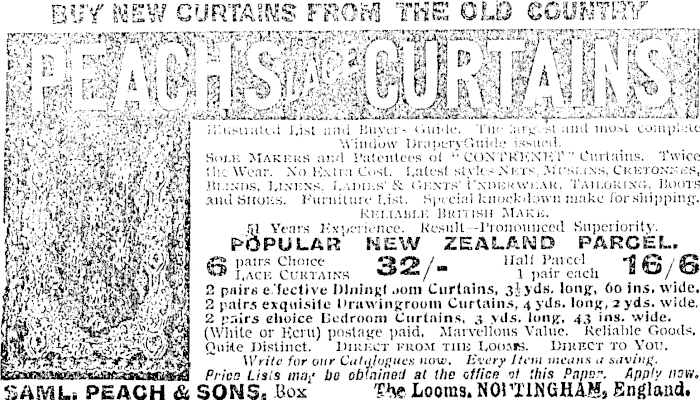 BUY NEW CURTAINS FROM THE OLD COUNTRY
PEACH'S LACE CURTAINS
Illustrated List and Buyers Guide. The largest and most complete
Window Drapery Guide issued.
SOLE MAKERS and Patentees of "CONTRENET" Curtains. Twice
the Wear. No Extra Cost. Latest styles NETS, MUSLINS, CRETONNES,
BLINDS, LINENS, LADIES' & GENTS' UNDERWEAR, TAILORING, BOOTS
and SHOES. Furniture List. Special knockdown make for shipping.
RELIABLE BRITISH MAKE.
51 Years Experience. Result—Pronounced Superiority.
POPULAR NEW ZEALAND PARCEL.
6 pairs Choice LACE CURTAINS 32/- Half Parcel 1 pair each 16/6
2 pairs effective Diningroom Curtains, 3½ yds. long, 60 ins. wide.
2 pairs exquisite Drawingroom Curtains, 4 yds. long, 2 yds. wide.
2 pairs choice Bedroom Curtains, 3 yds. long, 43 ins. wide.
(White or Ecru) postage paid. Marvellous Value. Reliable Goods.
Quite Distinct. DIRECT FROM THE LOOMS. DIRECT TO YOU.
Write for our Catalogues now. Every Item means a saving.
Price Lists may be obtained at the office of this Paper. Apply now.
SAML. PEACH & SONS, Box The Looms, NOTTINGHAM, England.